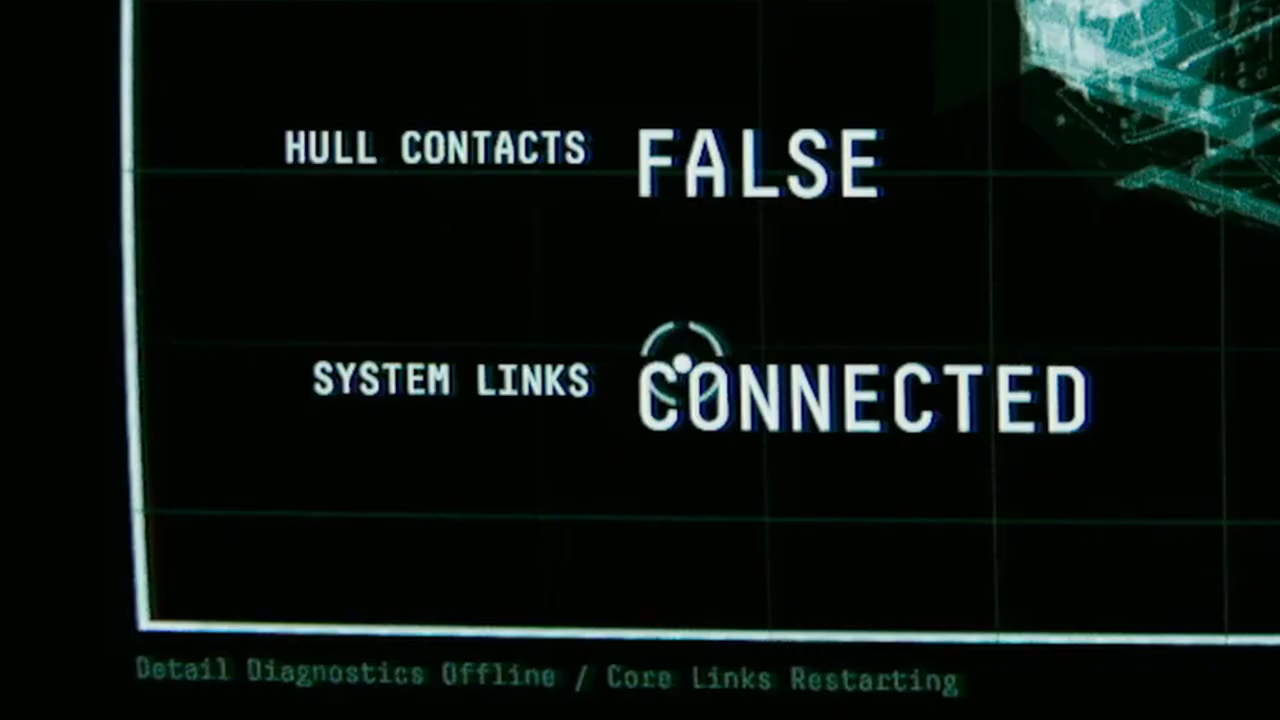 HULL CONTACTS FALSE
SYSTEM LINKS CONNECTED
Detail Diagnostics Offline / Core Links Restarting